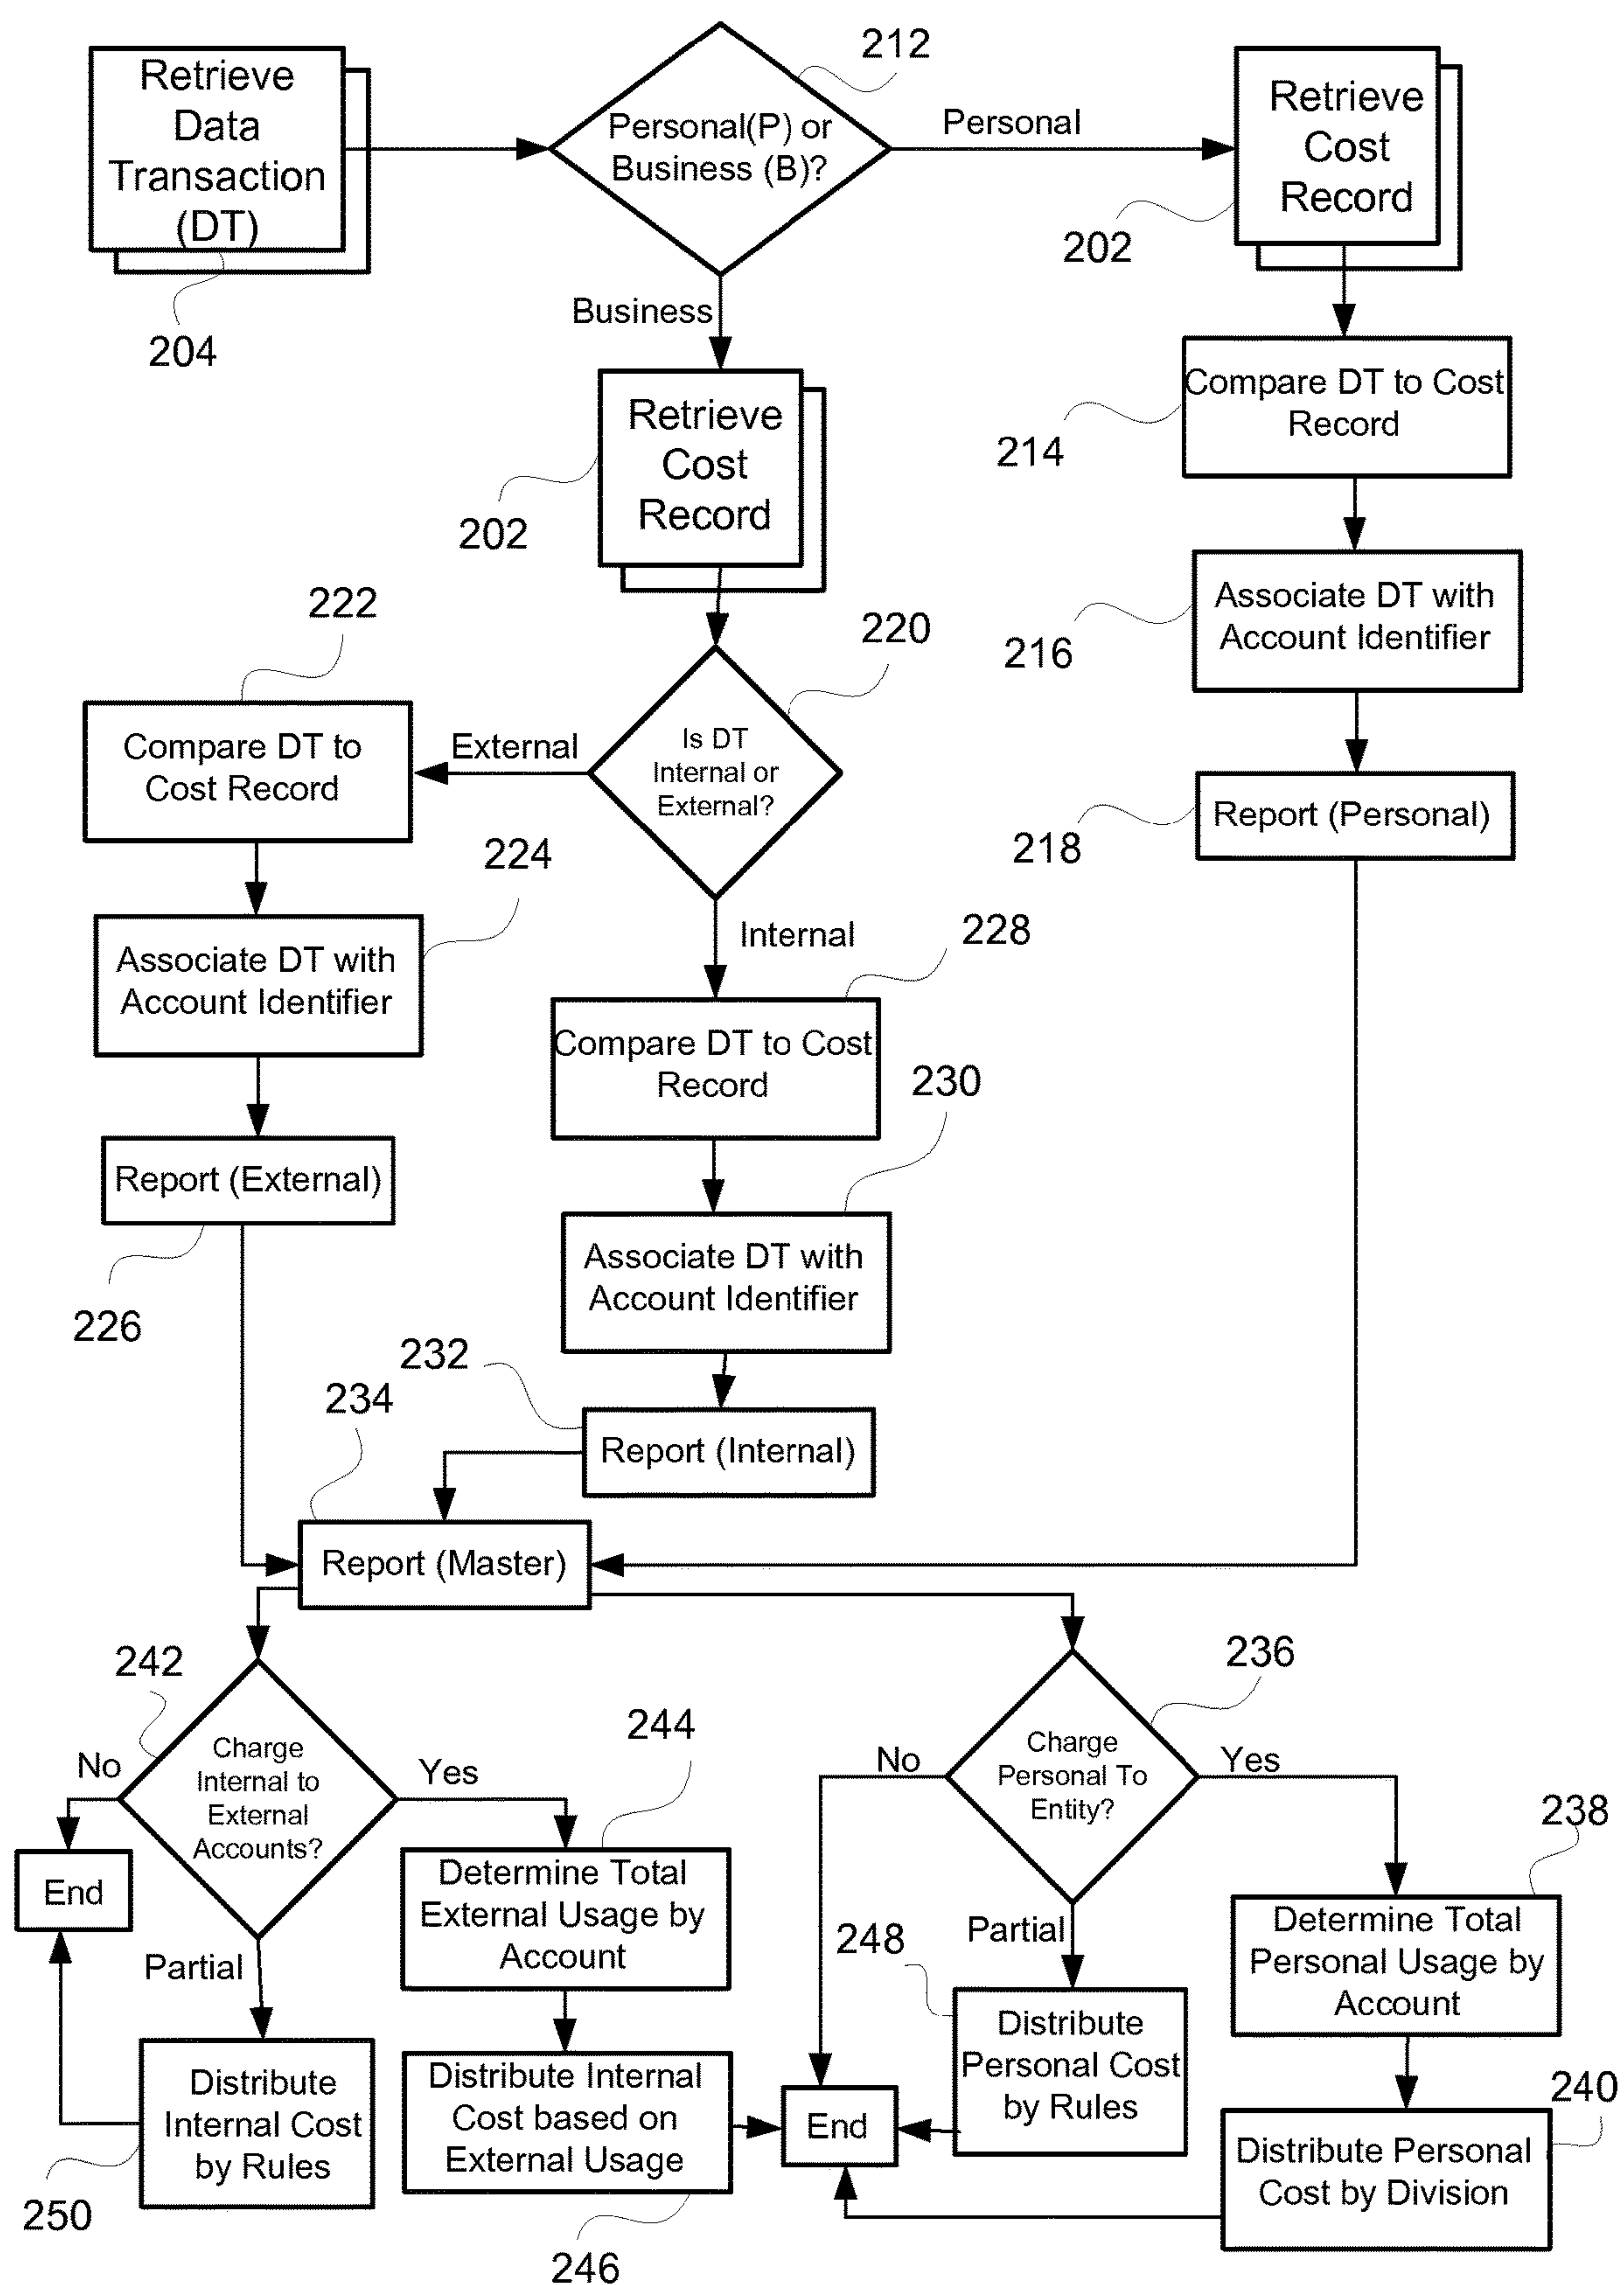 Retrieve
Data
Transaction
(DT)
204
Personal(P) or
Business (B)?
212
Personal
Retrieve
Cost
Record
202
Business
Retrieve
Cost
Record
202
Compare DT to Cost
Record
214
Associate DT with
Account Identifier
216
Report (Personal)
218
Is DT
Internal or
External?
220
External
222
Compare DT to
Cost Record
224
Associate DT with
Account Identifier
Report (External)
226
Internal
228
Compare DT to Cost
Record
230
Associate DT with
Account Identifier
232
Report (Internal)
234
Report (Master)
242
Charge
Internal to
External
Accounts?
No
End
Yes
244
Determine Total
External Usage by
Account
Partial
Distribute
Internal Cost
by Rules
250
Distribute Internal
Cost based on
External Usage
246
236
Charge
Personal To
Entity?
No
Yes
238
Determine Total
Personal Usage by
Account
Partial
248
Distribute
Personal Cost
by Rules
End
240
Distribute Personal
Cost by Division